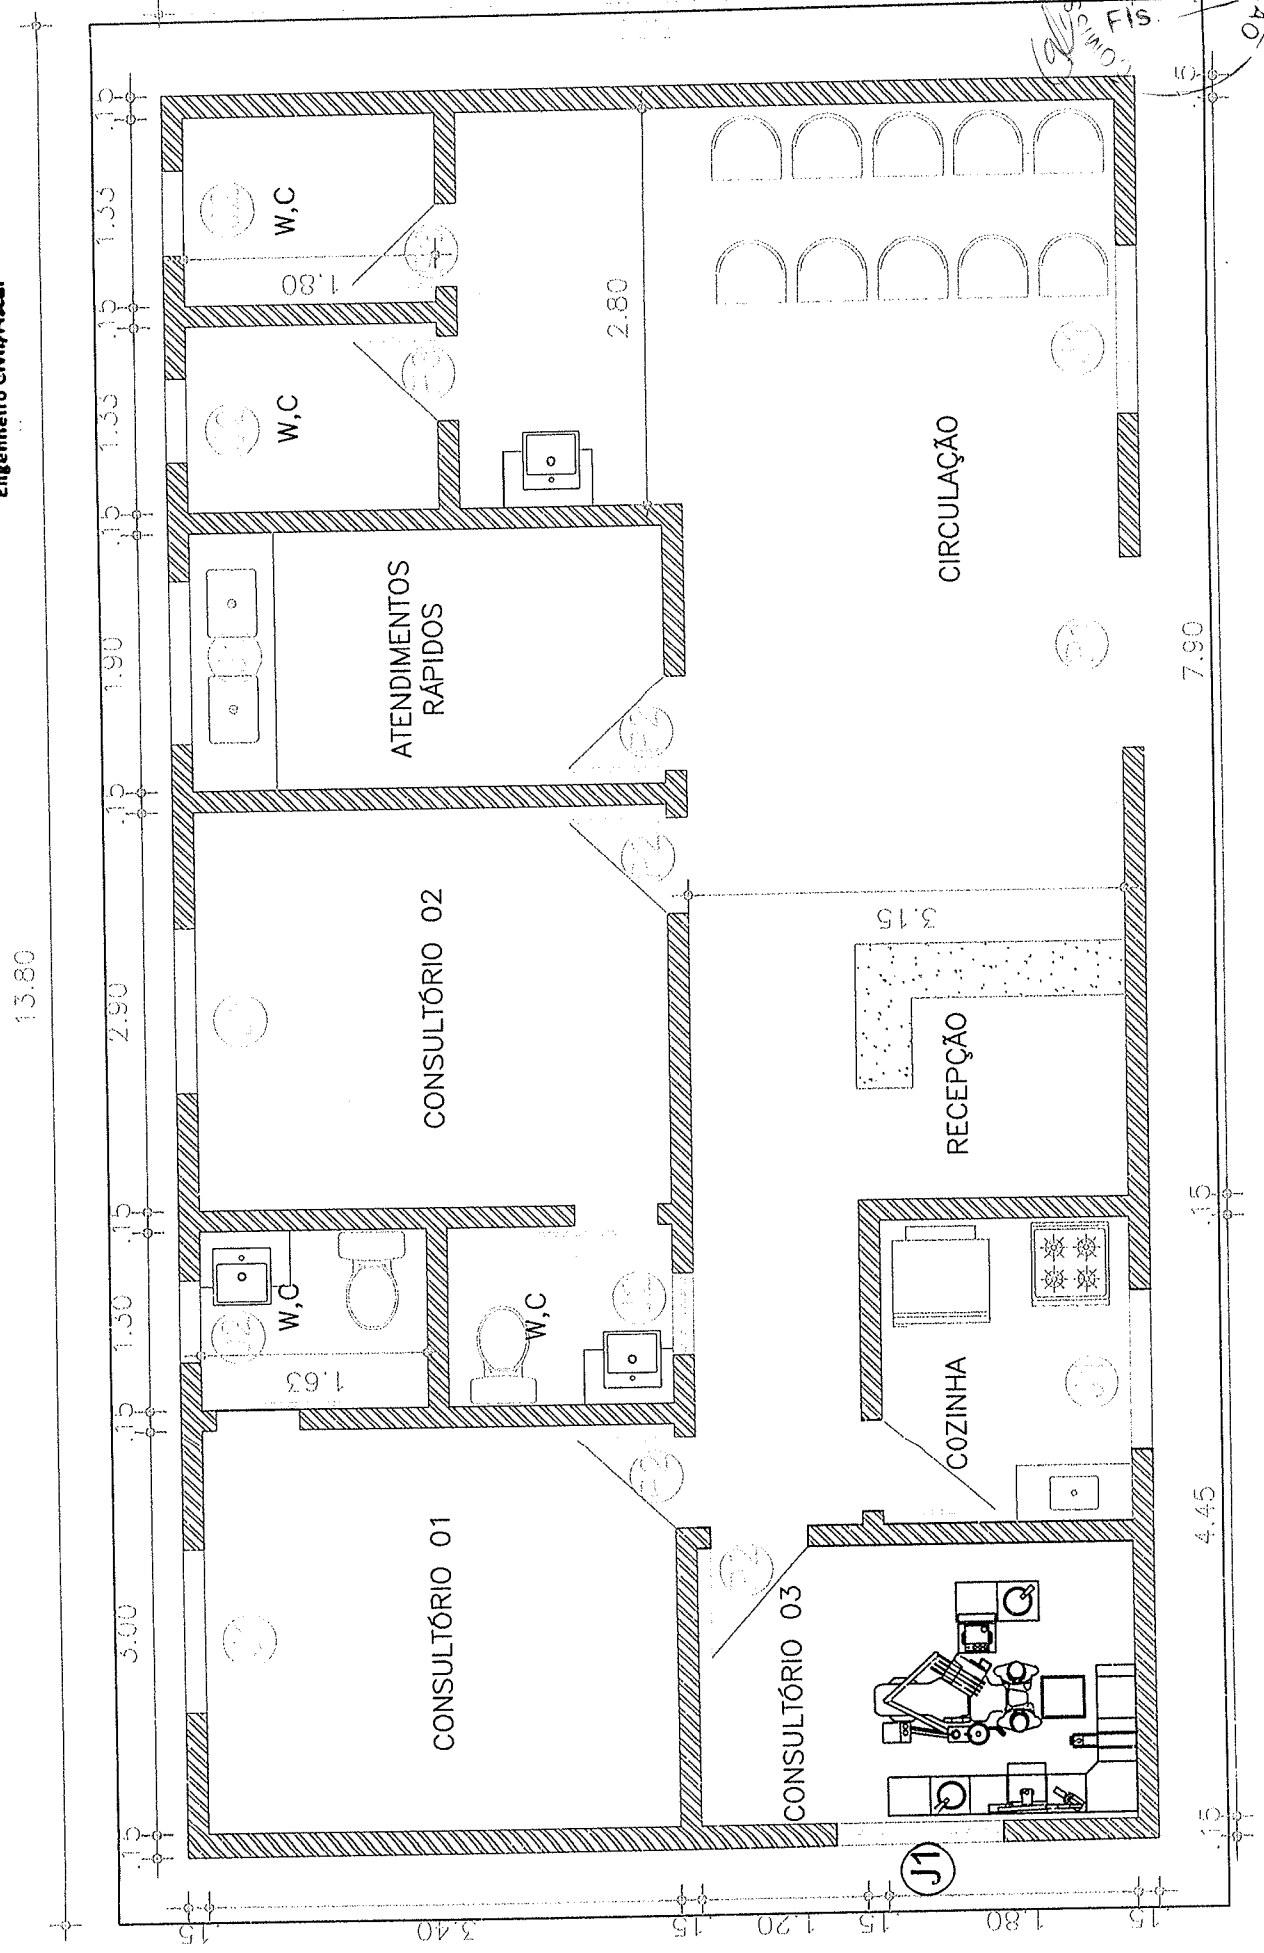 FIS.
13.80
.15
1.33
.15
1.33
.15
1.90
.15
2.90
.15
1.30
.15
3.00
.15
W,C
1.80
W,C
2.80
ATENDIMENTOS
RÁPIDOS
CIRCULAÇÃO
CONSULTÓRIO 02
3.15
RECEPÇÃO
W,C
1.63
W,C
COZINHA
CONSULTÓRIO 01
CONSULTÓRIO 03
J1
.15
7.90
.15
4.45
.15
.15
3.40
.15
1.20
.15
1.80
.15